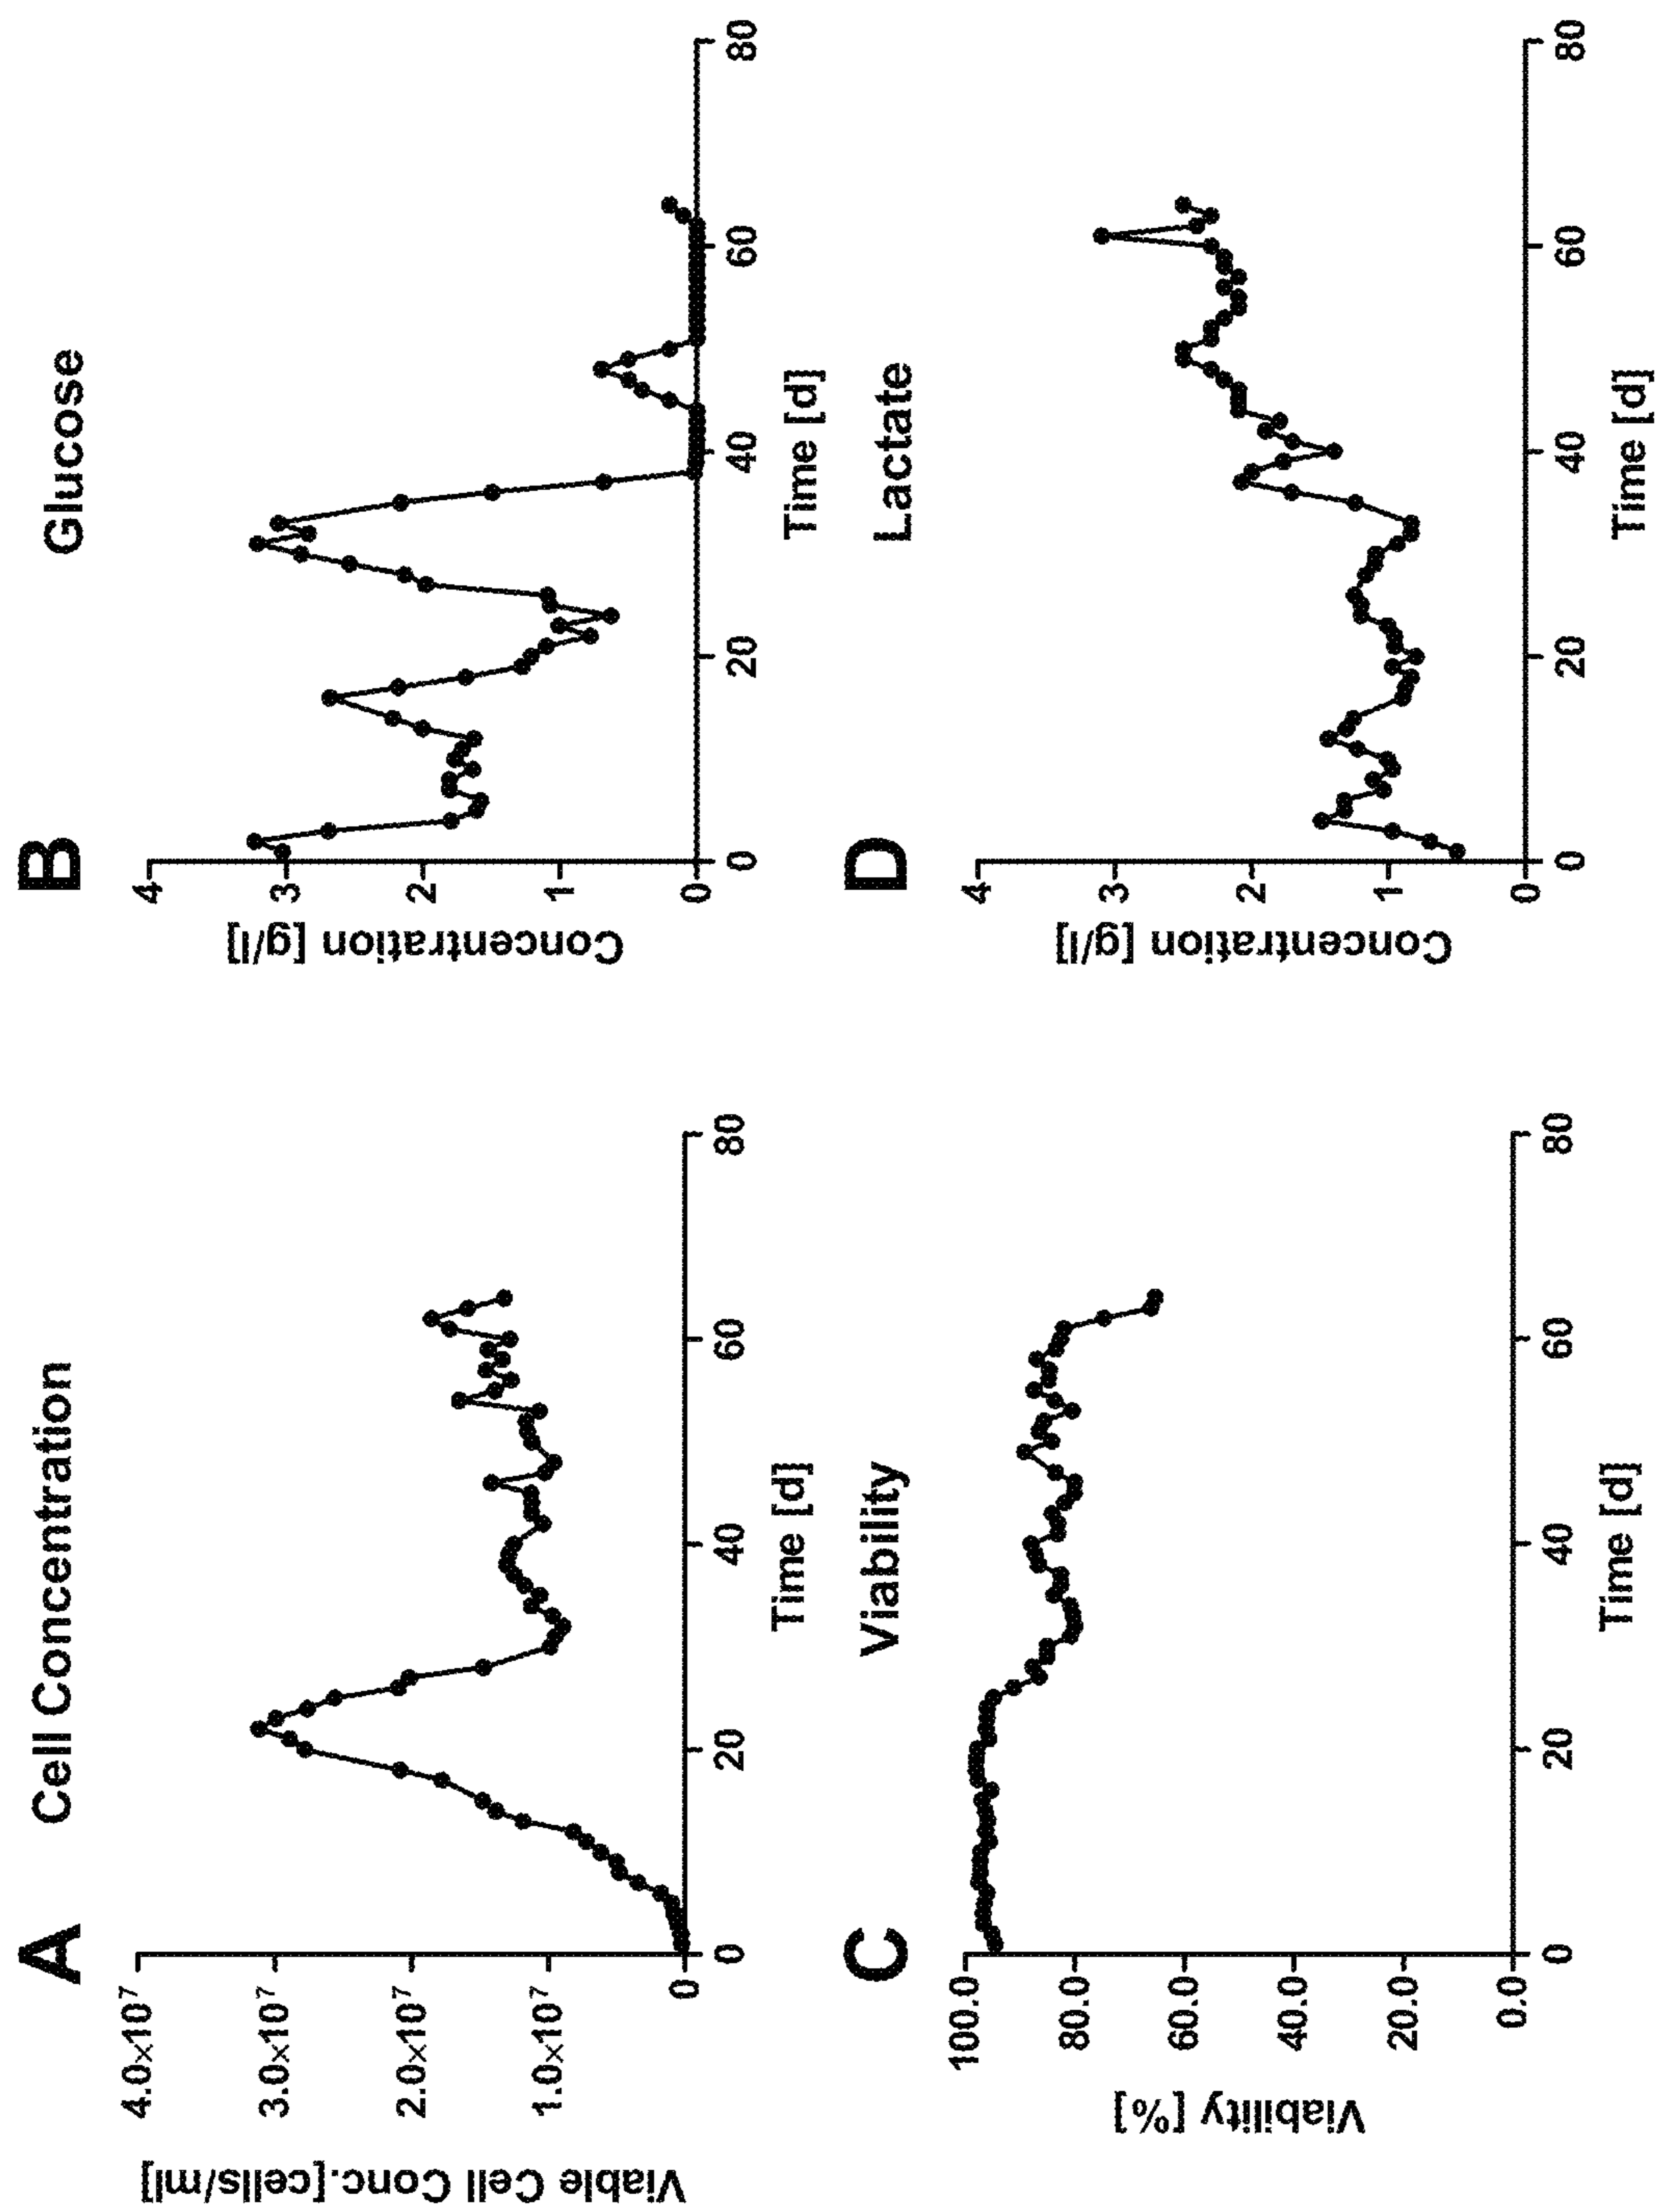 A
Cell Concentration
Viable Cell Conc.[cells/ml]
4.0×10⁷
3.0×10⁷
2.0×10⁷
1.0×10⁷
0
0 20 40 60 80
Time [d]
B
Glucose
Concentration [g/l]
4
3
2
1
0
0 20 40 60 80
Time [d]
C
Viability
Viability [%]
100.0
80.0
60.0
40.0
20.0
0.0
0 20 40 60 80
Time [d]
D
Lactate
Concentration [g/l]
4
3
2
1
0
0 20 40 60 80
Time [d]